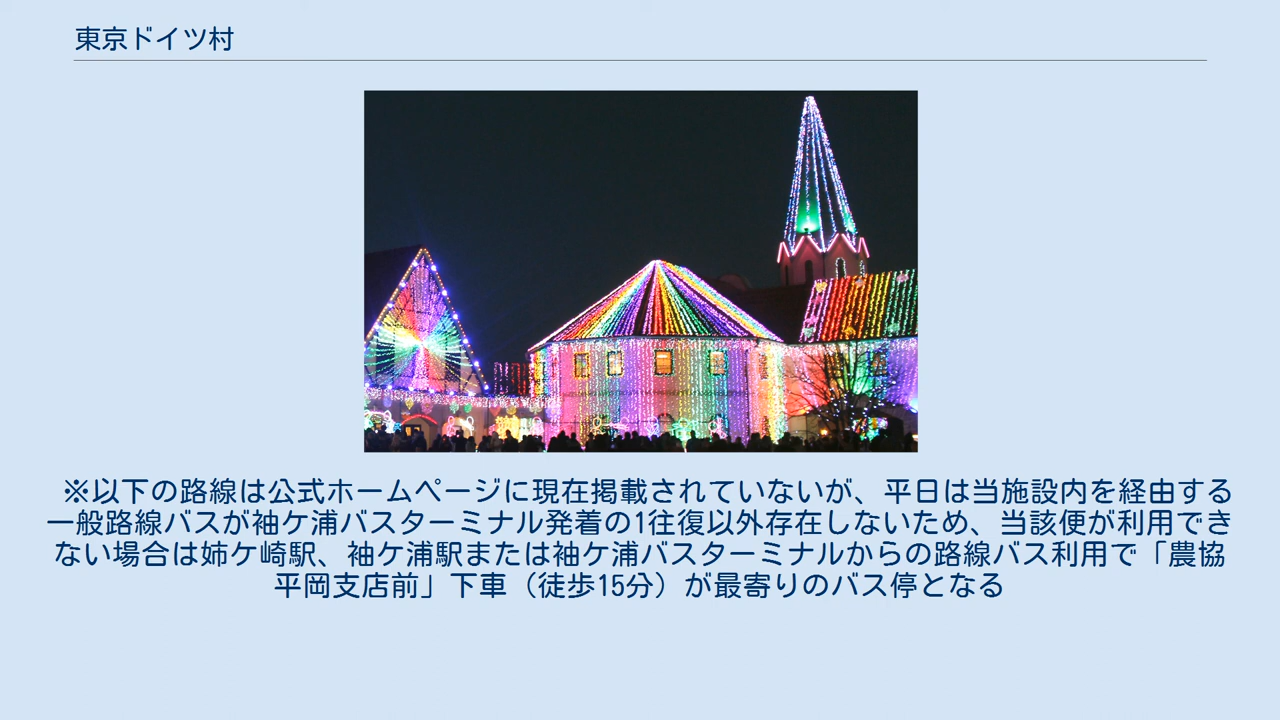 東京ドイツ村
※以下の路線は公式ホームページに現在掲載されていないが、平日は当施設内を経由する
一般路線バスが袖ケ浦バスターミナル発着の1往復以外存在しないため、当該便が利用でき
ない場合は姉ケ崎駅、袖ケ浦駅または袖ケ浦バスターミナルからの路線バス利用で「農協
平岡支店前」下車（徒歩15分）が最寄りのバス停となる